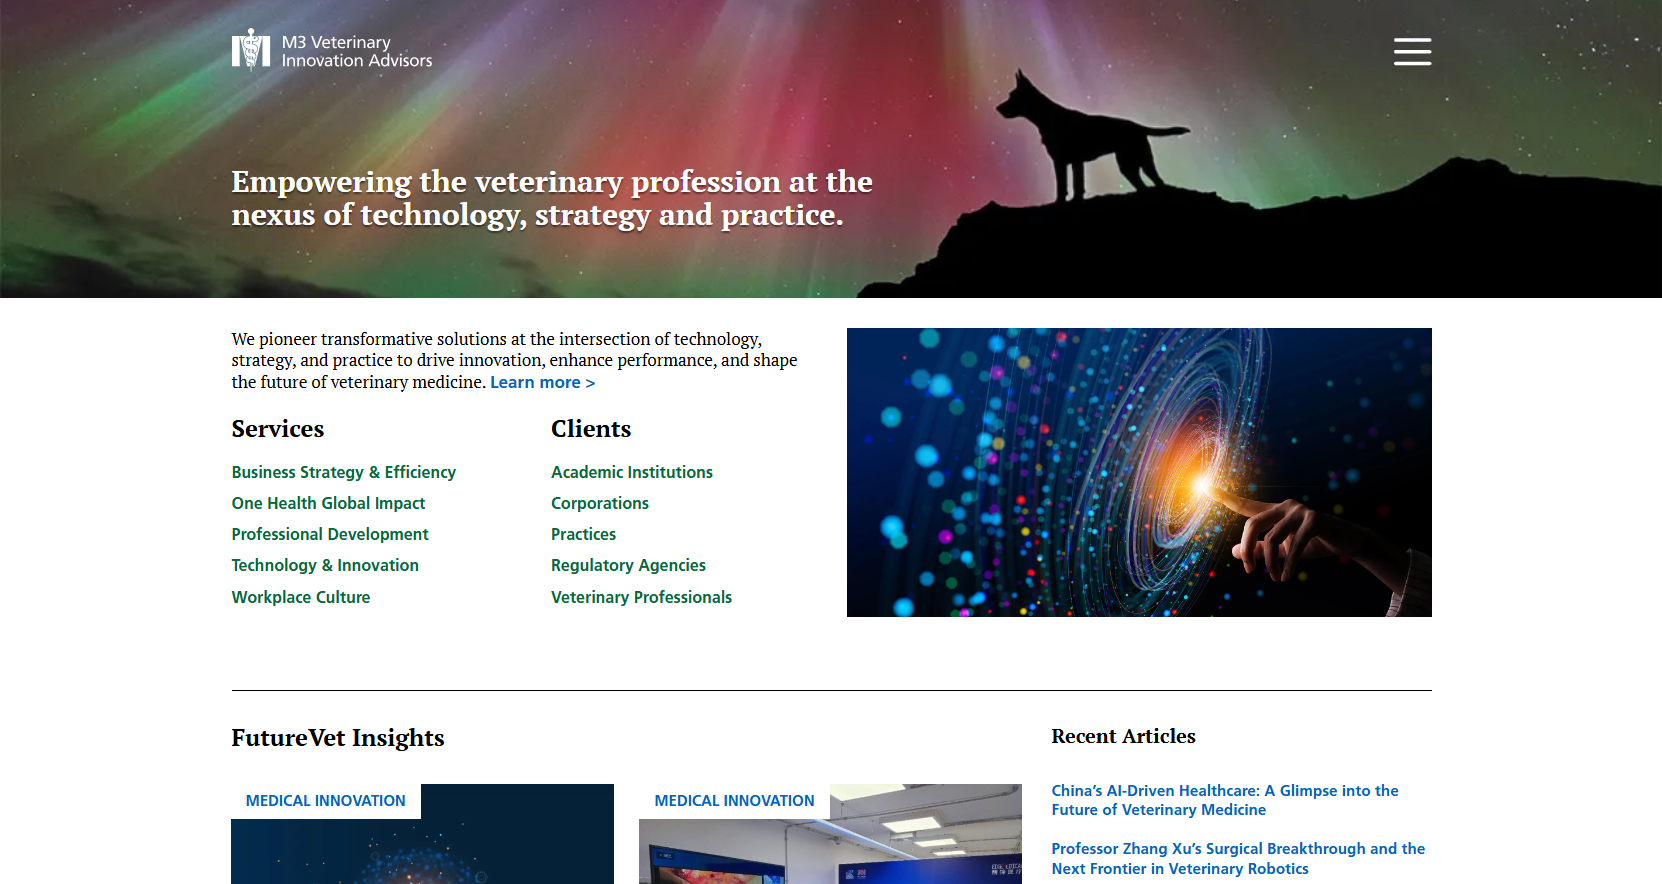 M3 Veterinary
Innovation Advisors
Empowering the veterinary profession at the
nexus of technology, strategy and practice.
We pioneer transformative solutions at the intersection of technology,
strategy, and practice to drive innovation, enhance performance, and shape
the future of veterinary medicine. Learn more >
Services
Business Strategy & Efficiency
One Health Global Impact
Professional Development
Technology & Innovation
Workplace Culture
Clients
Academic Institutions
Corporations
Practices
Regulatory Agencies
Veterinary Professionals
FutureVet Insights
MEDICAL INNOVATION
MEDICAL INNOVATION
Recent Articles
China’s AI-Driven Healthcare: A Glimpse into the
Future of Veterinary Medicine
Professor Zhang Xu’s Surgical Breakthrough and the
Next Frontier in Veterinary Robotics